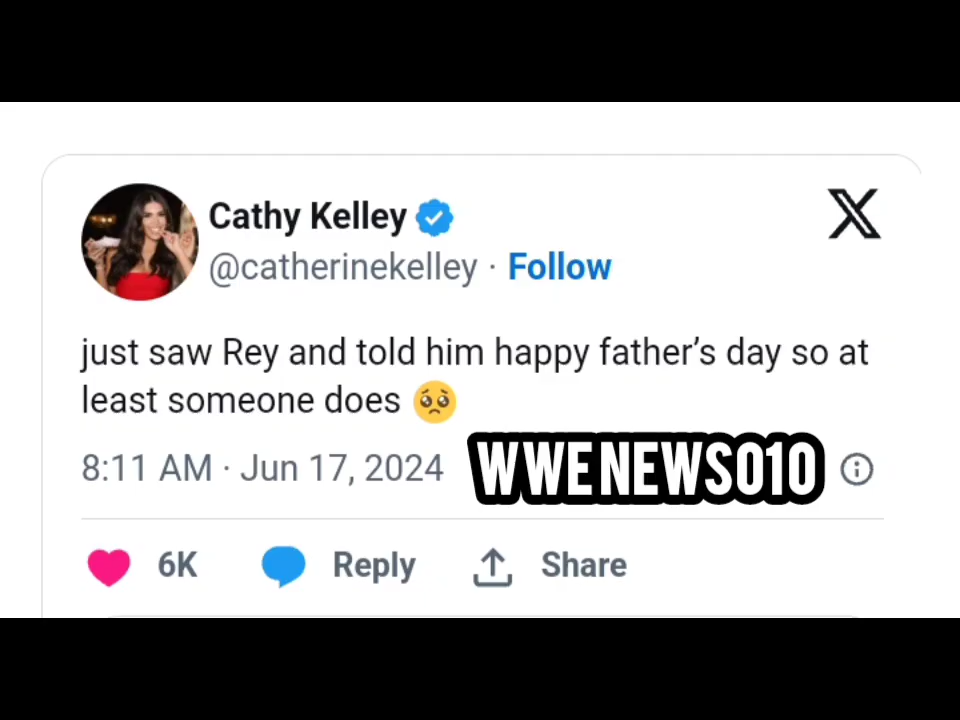 Cathy Kelley
@catherinekelley · Follow
just saw Rey and told him happy father’s day so at
least someone does 🥺
8:11 AM · Jun 17, 2024
WWENEWS010
6K Reply Share